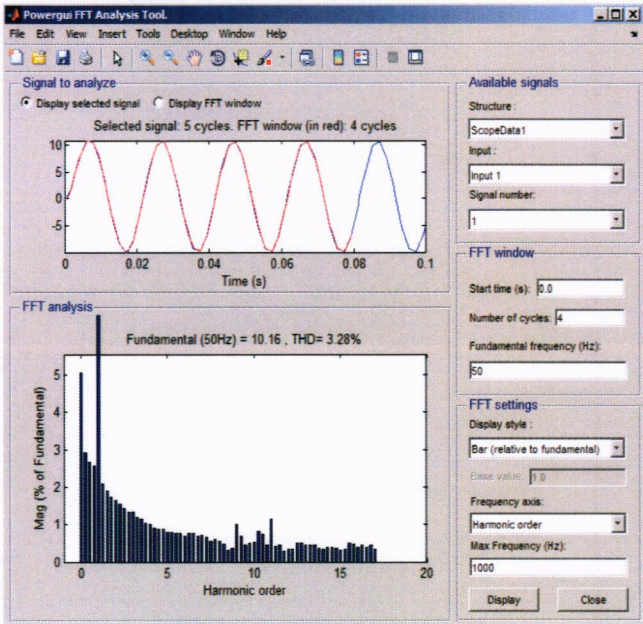 Powergui FFT Analysis Tool.
File Edit View Insert Tools Desktop Window Help
Signal to analyze
Display selected signal Display FFT window
Selected signal: 5 cycles. FFT window (in red): 4 cycles
10
5
0
-5
0 0.02 0.04 0.06 0.08 0.1
Time (s)
FFT analysis
Fundamental (50Hz) = 10.16 , THD= 3.28%
5
4
3
2
1
0
Mag (% of Fundamental)
0 5 10 15 20
Harmonic order
Available signals
Structure :
ScopeData1
Input :
Input 1
Signal number:
1
FFT window
Start time (s): 0.0
Number of cycles: 4
Fundamental frequency (Hz):
50
FFT settings
Display style :
Bar (relative to fundamental)
Base value: 1.0
Frequency axis:
Harmonic order
Max Frequency (Hz):
1000
Display Close